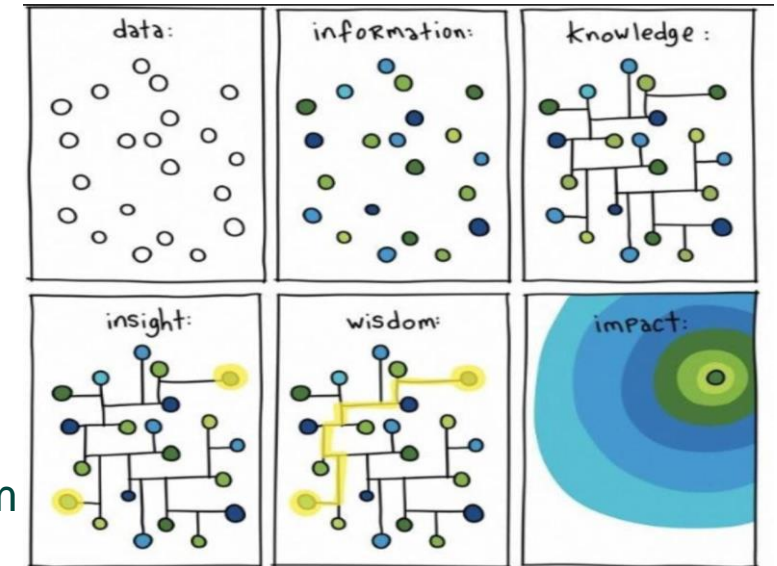 data:
information:
knowledge:
insight:
wisdom:
impact: